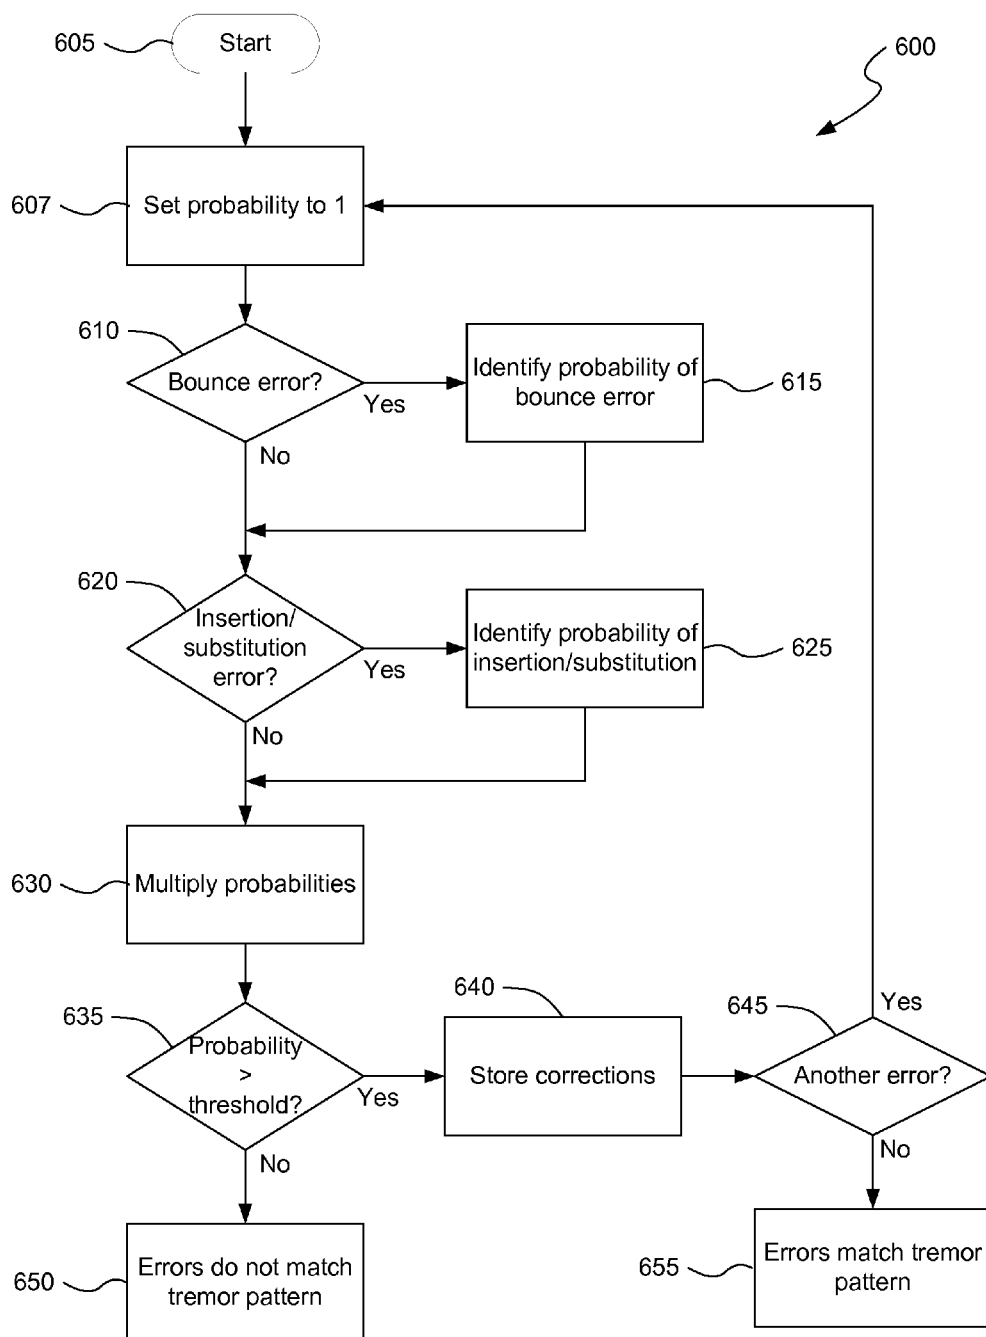 605
Start
600
607
Set probability to 1
610
Bounce error?
Yes
No
Identify probability of
bounce error
615
620
Insertion/
substitution
error?
Yes
No
Identify probability of
insertion/substitution
625
630
Multiply probabilities
635
Probability
>
threshold?
Yes
No
640
Store corrections
645
Another error?
Yes
No
650
Errors do not match
tremor pattern
655
Errors match tremor
pattern